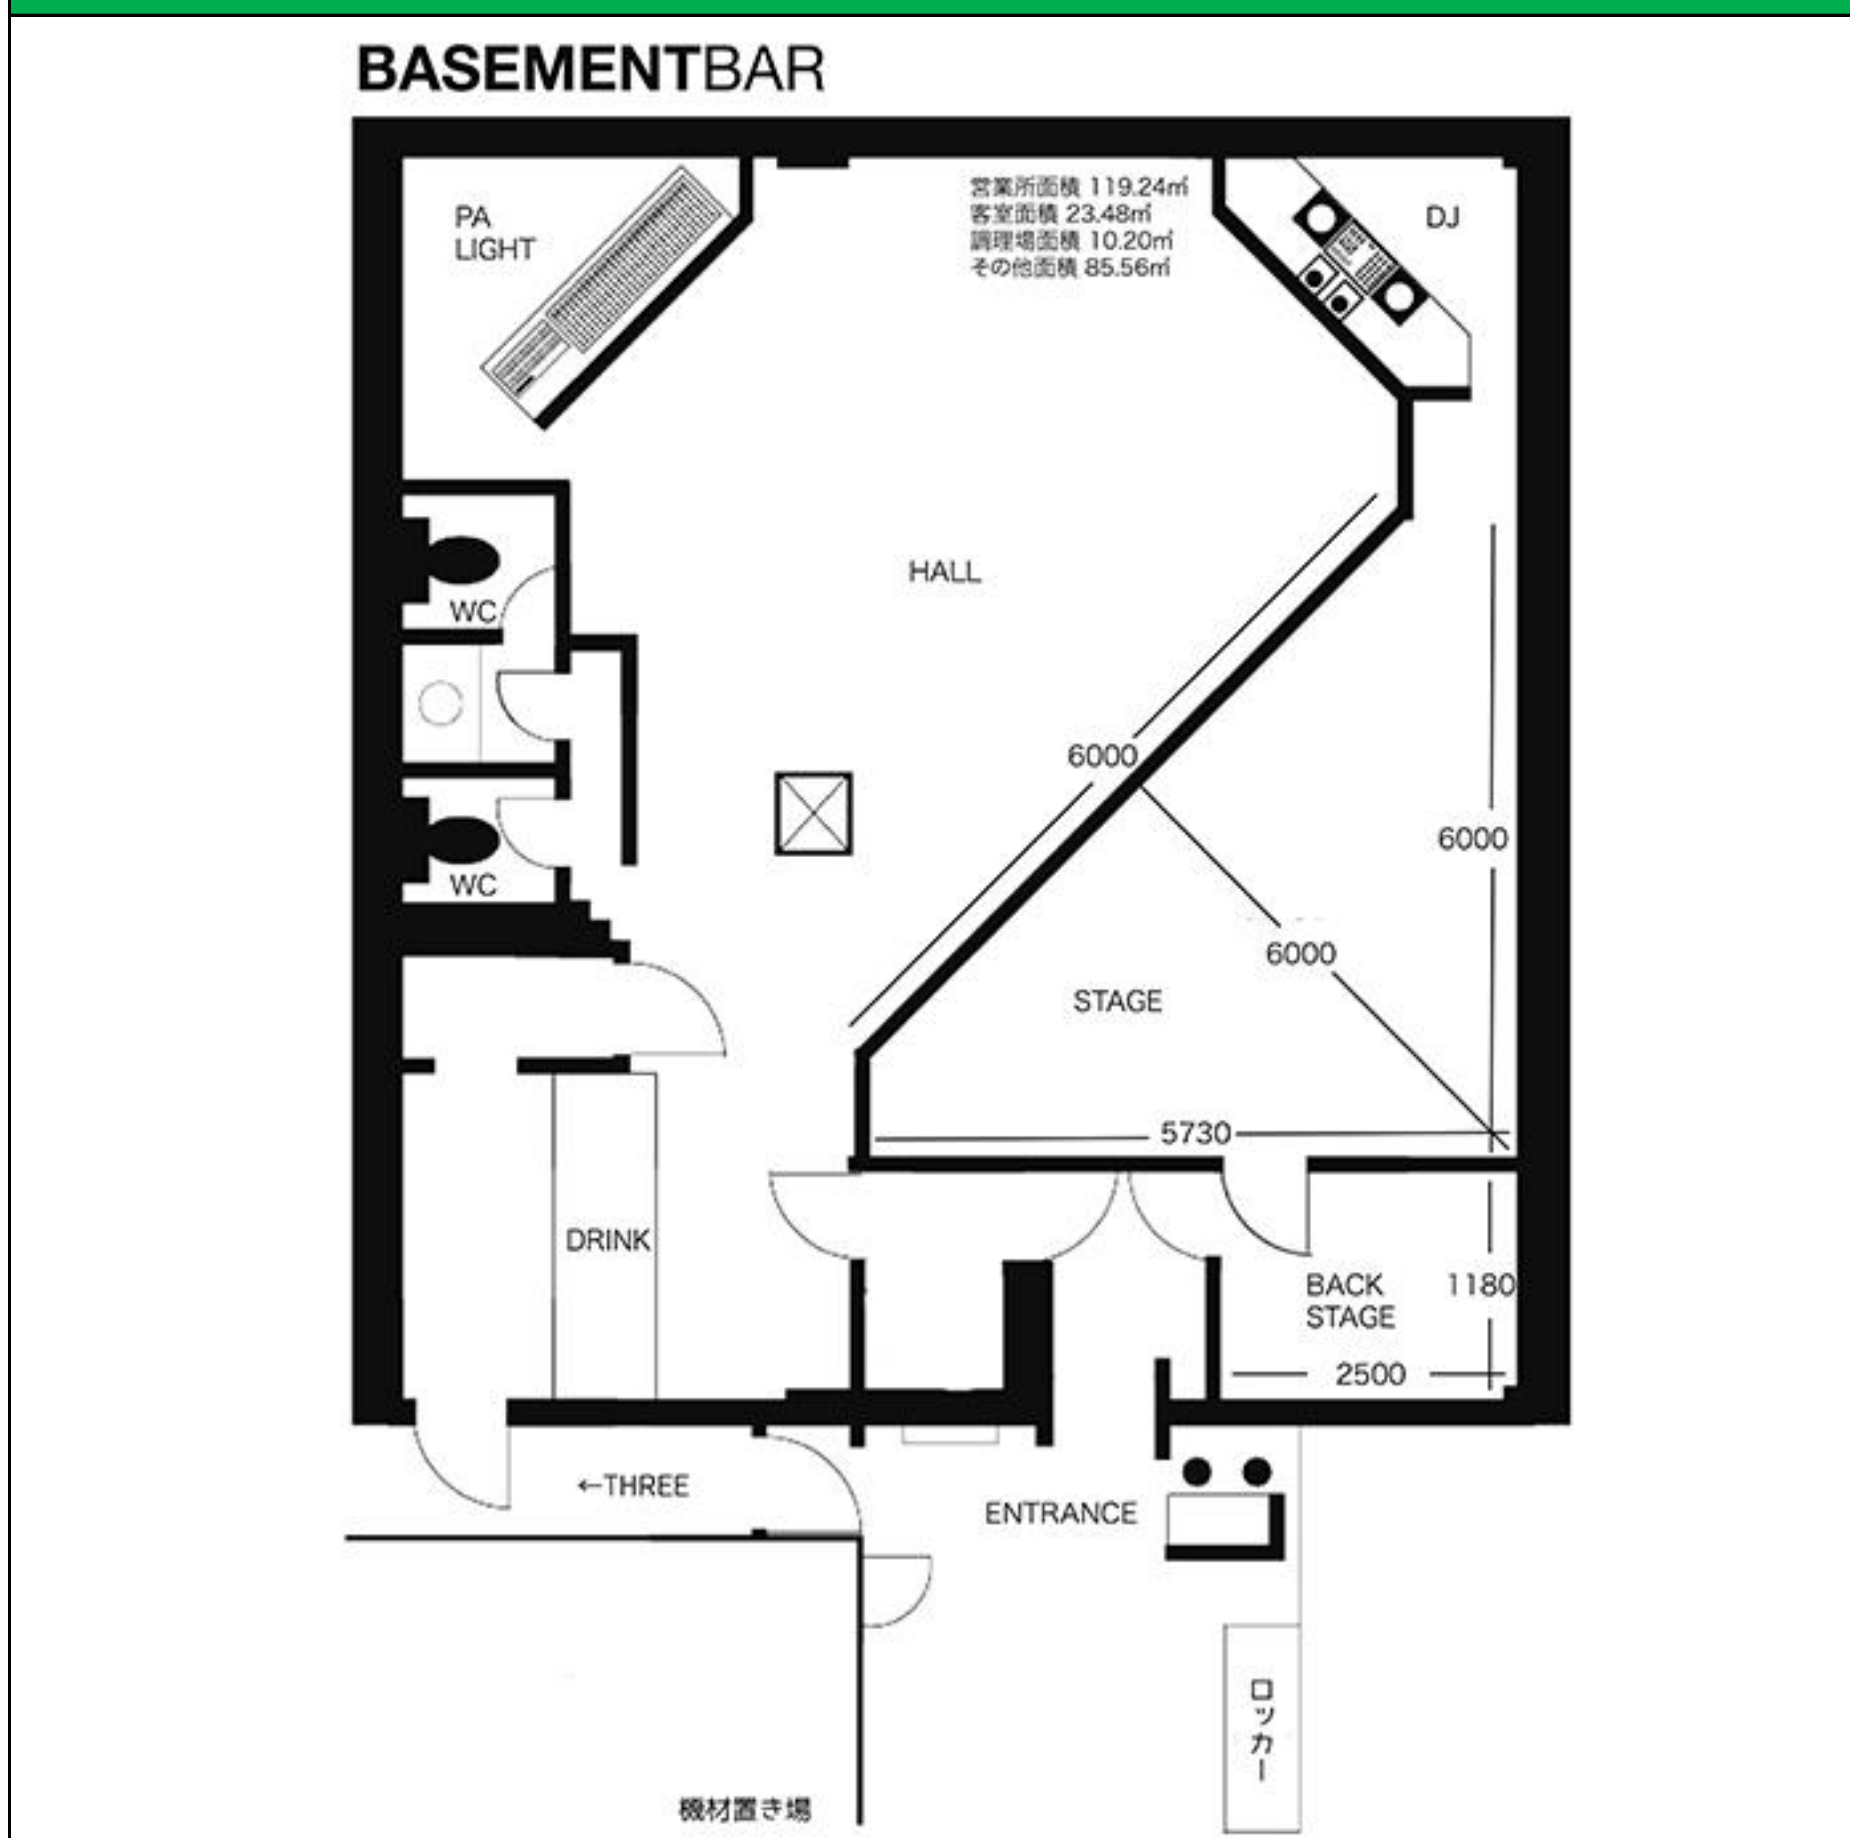 BASEMENTBAR
PA
LIGHT
営業所面積 119.24㎡
客室面積 23.48㎡
調理場面積 10.20㎡
その他面積 85.56㎡
DJ
HALL
WC
6000
6000
WC
6000
STAGE
5730
DRINK
BACK
STAGE
1180
2500
←THREE
ENTRANCE
ロッカー
機材置き場